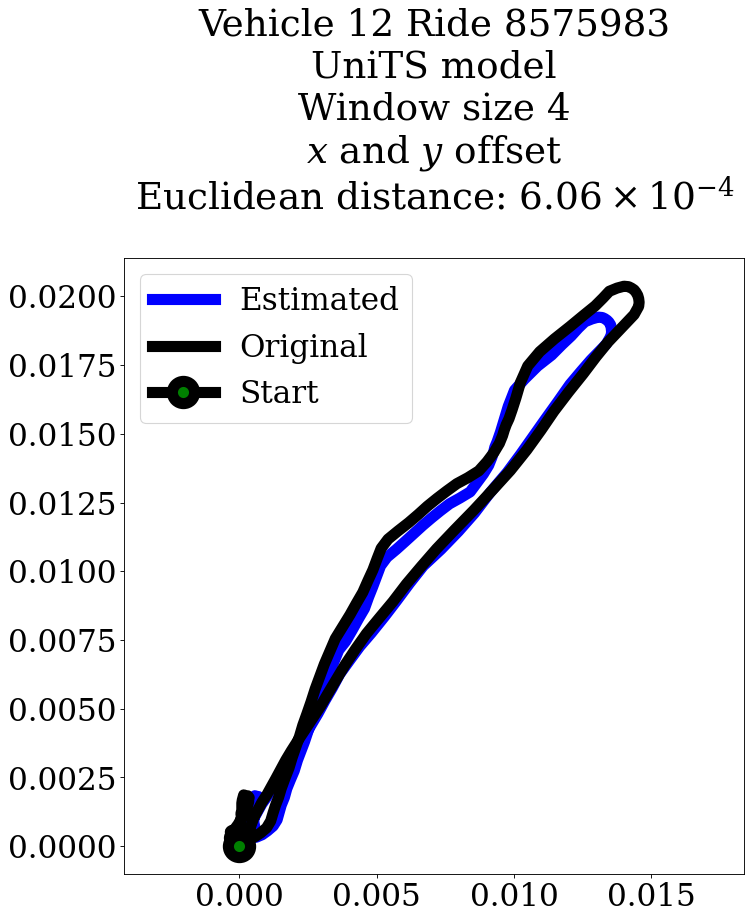 Vehicle 12 Ride 8575983
UniTS model
Window size 4
x and y offset
Euclidean distance: 6.06 × 10⁻⁴
Estimated
Original
Start
0.0200
0.0175
0.0150
0.0125
0.0100
0.0075
0.0050
0.0025
0.0000
0.000 0.005 0.010 0.015